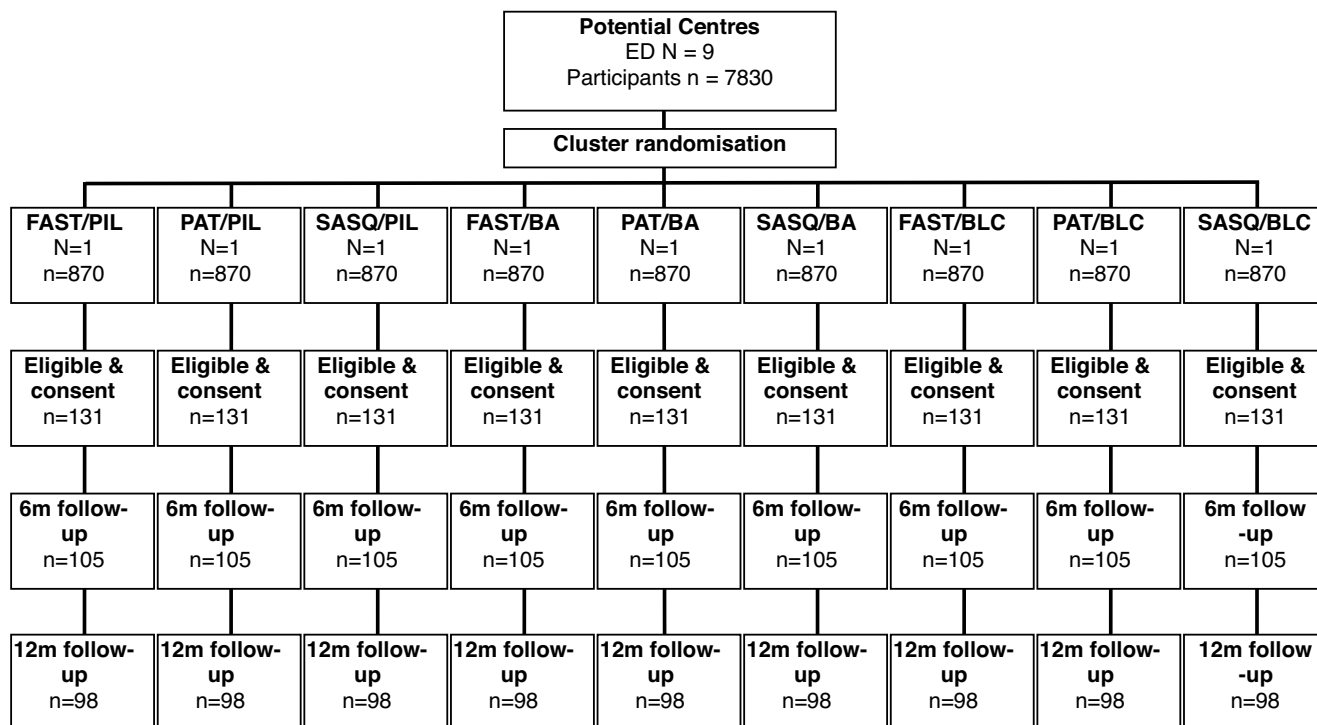 Potential Centres
ED N = 9
Participants n = 7830
Cluster randomisation
FAST/PIL
N=1
n=870
PAT/PIL
N=1
n=870
SASQ/PIL
N=1
n=870
FAST/BA
N=1
n=870
PAT/BA
N=1
n=870
SASQ/BA
N=1
n=870
FAST/BLC
N=1
n=870
PAT/BLC
N=1
n=870
SASQ/BLC
N=1
n=870
Eligible &
consent
n=131
Eligible &
consent
n=131
Eligible &
consent
n=131
Eligible &
consent
n=131
Eligible &
consent
n=131
Eligible &
consent
n=131
Eligible &
consent
n=131
Eligible &
consent
n=131
Eligible &
consent
n=131
6m follow-
up
n=105
6m follow-
up
n=105
6m follow-
up
n=105
6m follow-
up
n=105
6m follow-
up
n=105
6m follow-
up
n=105
6m follow-
up
n=105
6m follow-
up
n=105
6m follow
-up
n=105
12m follow-
up
n=98
12m follow-
up
n=98
12m follow-
up
n=98
12m follow-
up
n=98
12m follow-
up
n=98
12m follow-
up
n=98
12m follow-
up
n=98
12m follow-
up
n=98
12m follow
-up
n=98